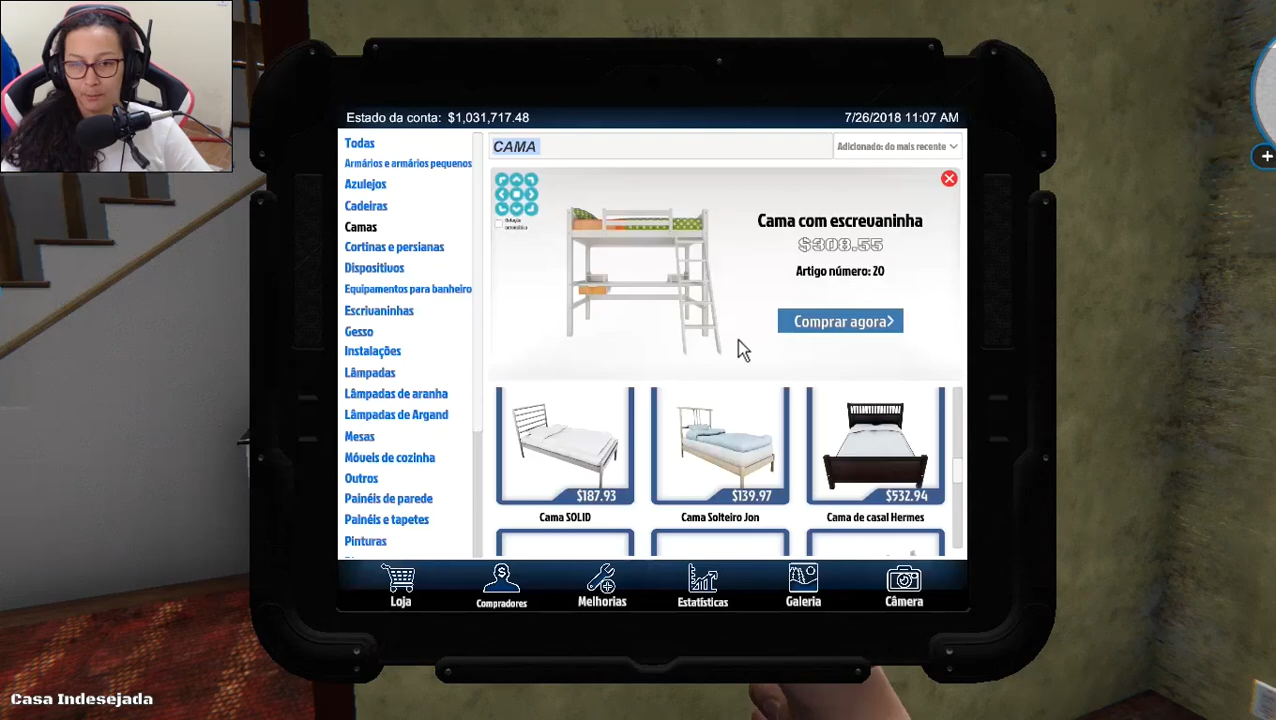 Estado da conta: $1,031,717.48
7/26/2018 11:07 AM
Todas
Armários e armários pequenos
Azulejos
Cadeiras
Camas
Cortinas e persianas
Dispositivos
Equipamentos para banheiro
Escriuaninhas
Gesso
Instalações
Lâmpadas
Lâmpadas de aranha
Lâmpadas de Argand
Mesas
Móueis de cozinha
Outros
Painéis de parede
Painéis e tapetes
Pinturas
CAMA
Adicionado: do mais recente
Cama com escreuaninha
$308.55
Artigo número: 20
Comprar agora>
$187.93
$139.97
$532.94
Cama SOLID
Cama Solteiro Jon
Cama de casal Hermes
Loja
Compradores
Melhorias
Estatísticas
Galeria
Câmera
Casa Indesejada